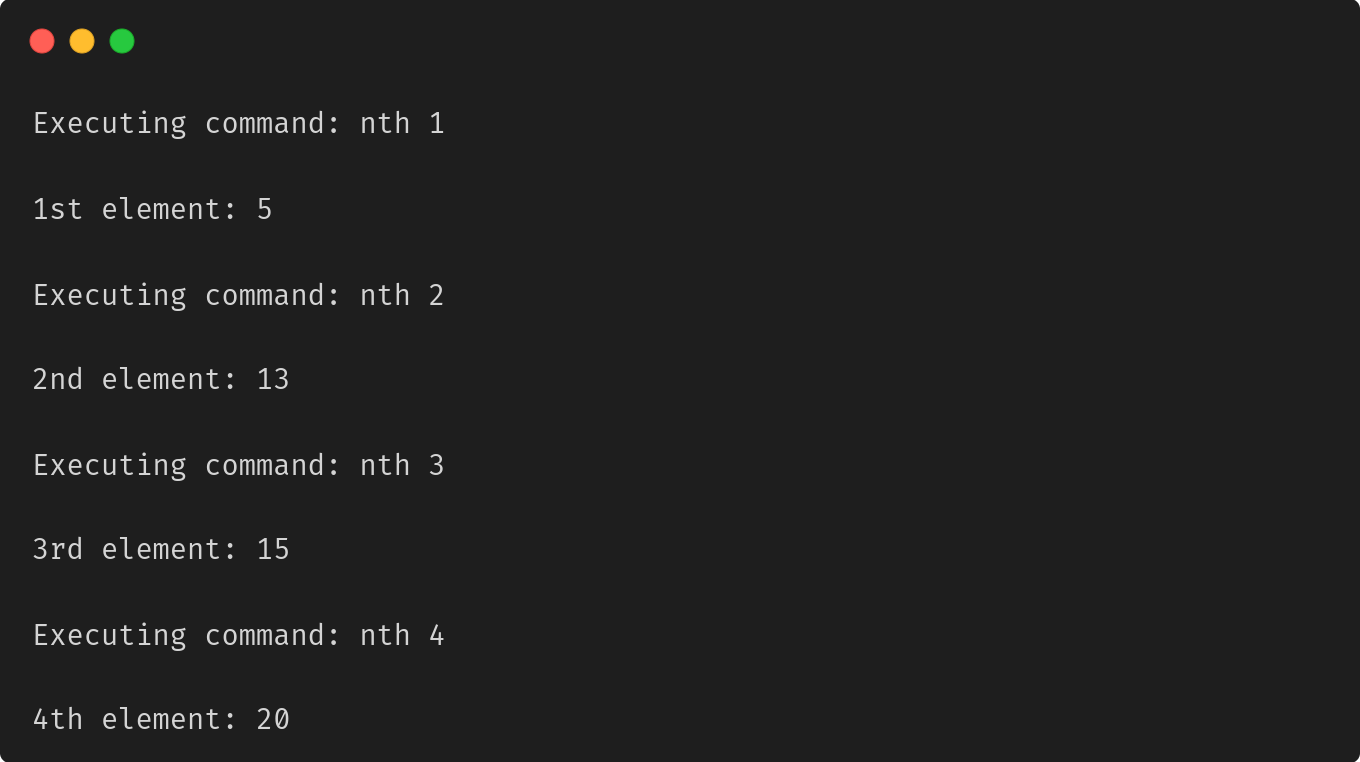 Executing command: nth 1
1st element: 5
Executing command: nth 2
2nd element: 13
Executing command: nth 3
3rd element: 15
Executing command: nth 4
4th element: 20